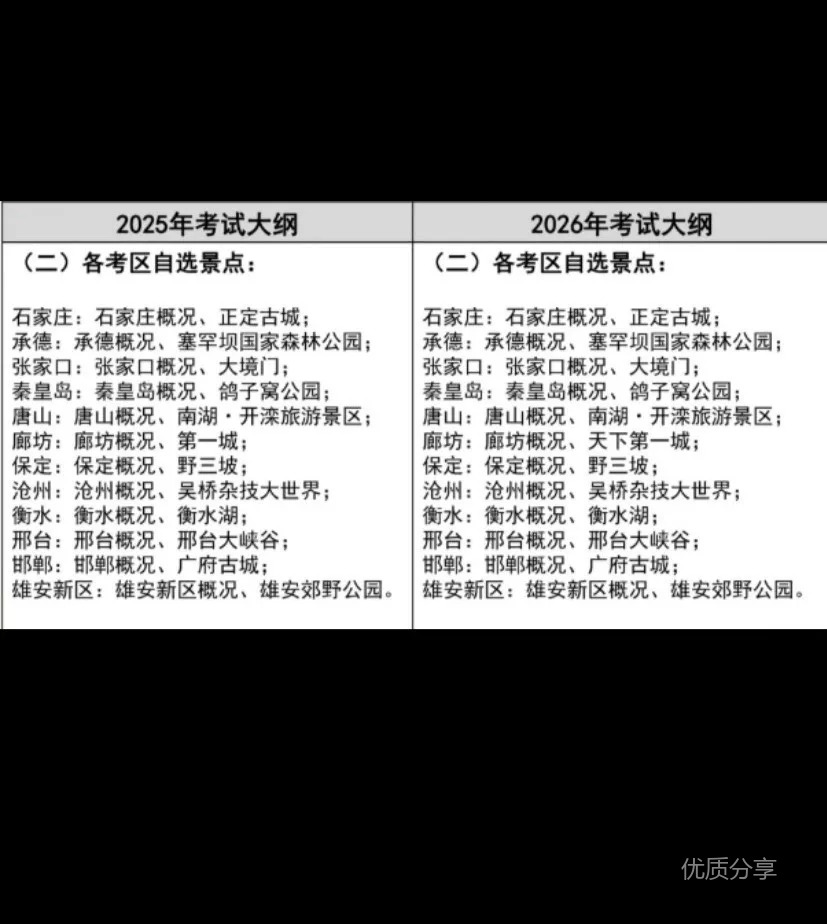 2025年考试大纲
（二）各考区自选景点：
石家庄：石家庄概况、正定古城；
承德：承德概况、塞罕坝国家森林公园；
张家口：张家口概况、大境门；
秦皇岛：秦皇岛概况、鸽子窝公园；
唐山：唐山概况、南湖·开滦旅游景区；
廊坊：廊坊概况、第一城；
保定：保定概况、野三坡；
沧州：沧州概况、吴桥杂技大世界；
衡水：衡水概况、衡水湖；
邢台：邢台概况、邢台大峡谷；
邯郸：邯郸概况、广府古城；
雄安新区：雄安新区概况、雄安郊野公园。
2026年考试大纲
（二）各考区自选景点：
石家庄：石家庄概况、正定古城；
承德：承德概况、塞罕坝国家森林公园；
张家口：张家口概况、大境门；
秦皇岛：秦皇岛概况、鸽子窝公园；
唐山：唐山概况、南湖·开滦旅游景区；
廊坊：廊坊概况、天下第一城；
保定：保定概况、野三坡；
沧州：沧州概况、吴桥杂技大世界；
衡水：衡水概况、衡水湖；
邢台：邢台概况、邢台大峡谷；
邯郸：邯郸概况、广府古城；
雄安新区：雄安新区概况、雄安郊野公园。
优质分享